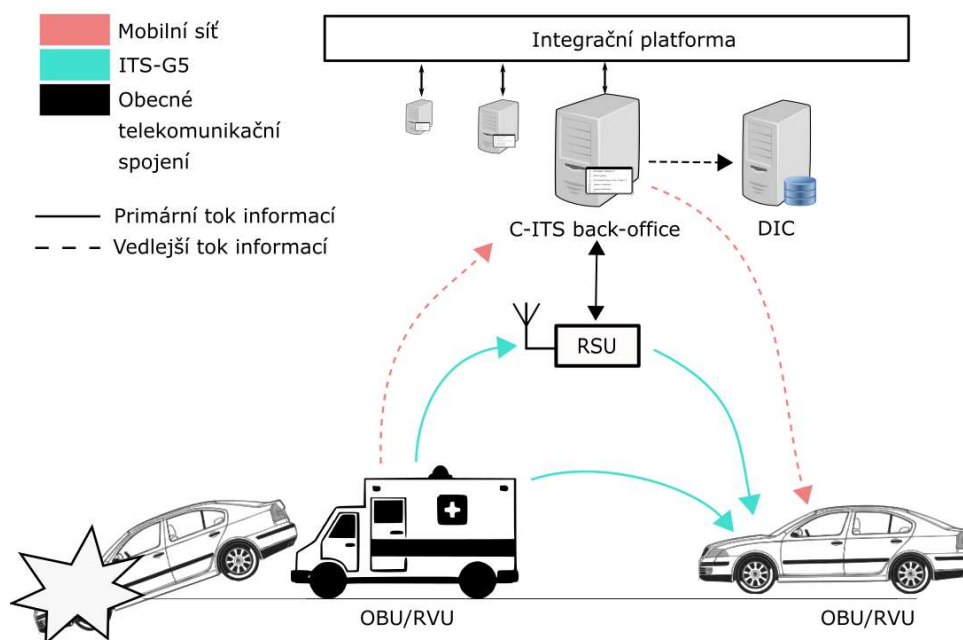 Mobilní síť
ITS-G5
Obecné
telekomunikační
spojení
Primární tok informací
Vedlejší tok informací
Integrační platforma
C-ITS back-office
DIC
RSU
OBU/RVU
OBU/RVU